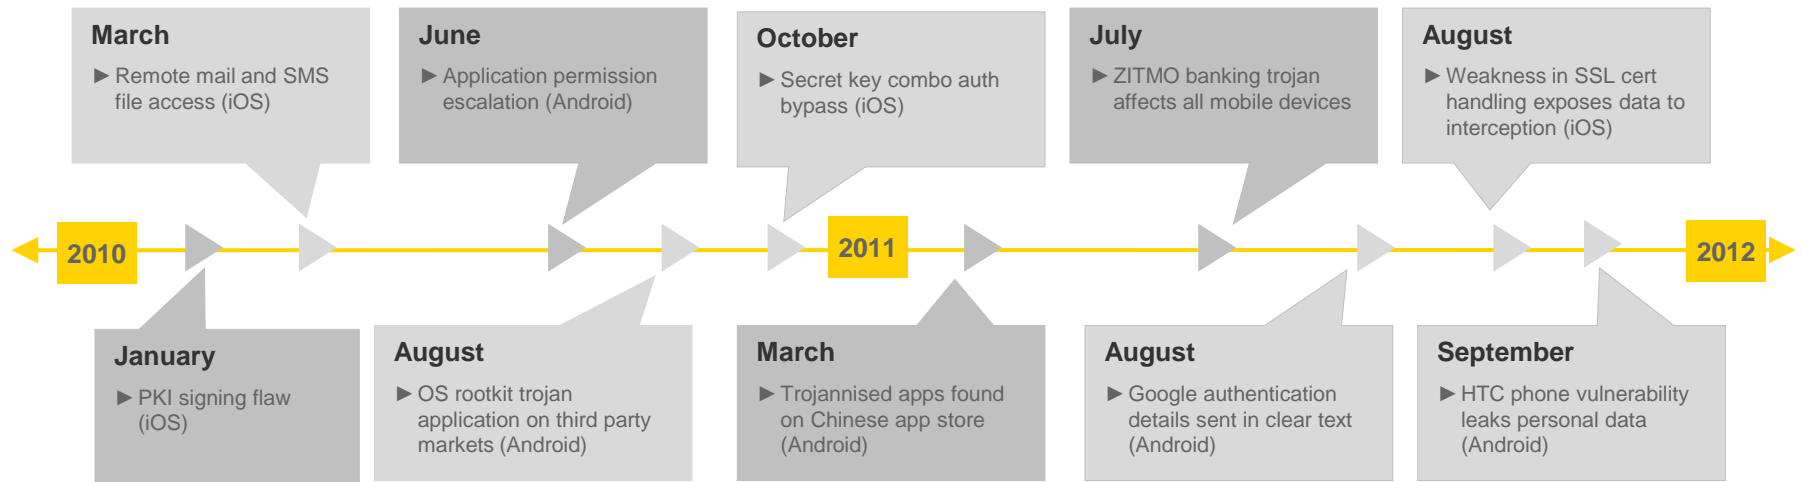 March
►Remote mail and SMS
file access (iOS)
June
►Application permission
escalation (Android)
October
►Secret key combo auth
bypass (iOS)
July
►ZITMO banking trojan
affects all mobile devices
August
►Weakness in SSL cert
handling exposes data to
interception (iOS)
2010
2011
2012
January
►PKI signing flaw
(iOS)
August
►OS rootkit trojan
application on third party
markets (Android)
March
►Trojannised apps found
on Chinese app store
(Android)
August
►Google authentication
details sent in clear text
(Android)
September
►HTC phone vulnerability
leaks personal data
(Android)